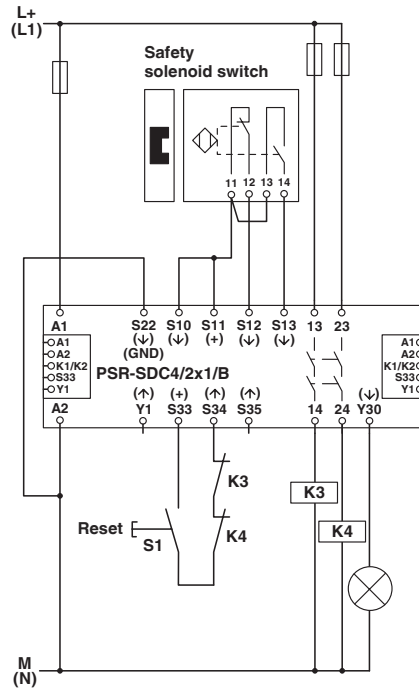 L+
(L1)
Safety
solenoid switch
11 12 13 14
A1 S22 S10 S11 S12 S13 13 23
(↓) (↓) (+) (↓) (↓)
(GND)
A1
A2
K1/K2
S33
Y1
PSR-SDC4/2x1/B
A1
A2
K1/K2
S33
Y1
(↑) (+) (↑) (↑) (↓)
A2 Y1 S33 S34 S35 14 24 Y30
K3
K3
Reset
S1
K4
K4
M
(N)